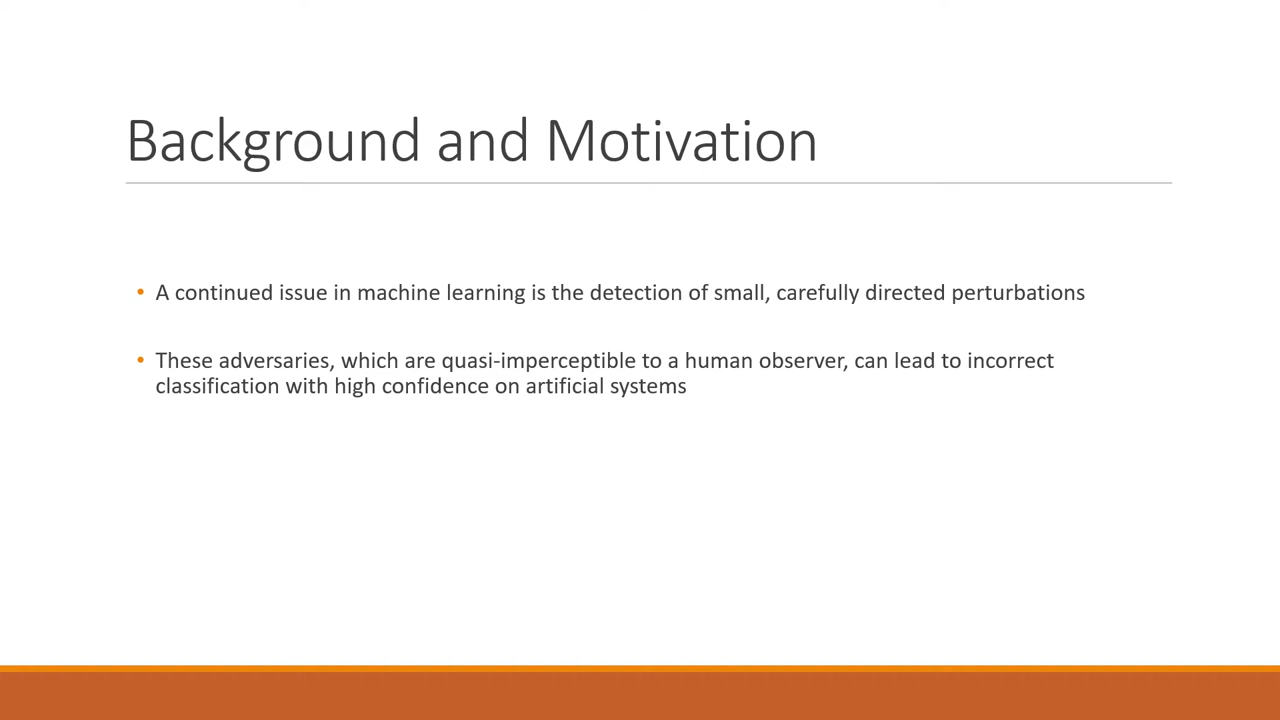 Background and Motivation
• A continued issue in machine learning is the detection of small, carefully directed perturbations
• These adversaries, which are quasi-imperceptible to a human observer, can lead to incorrect
classification with high confidence on artificial systems